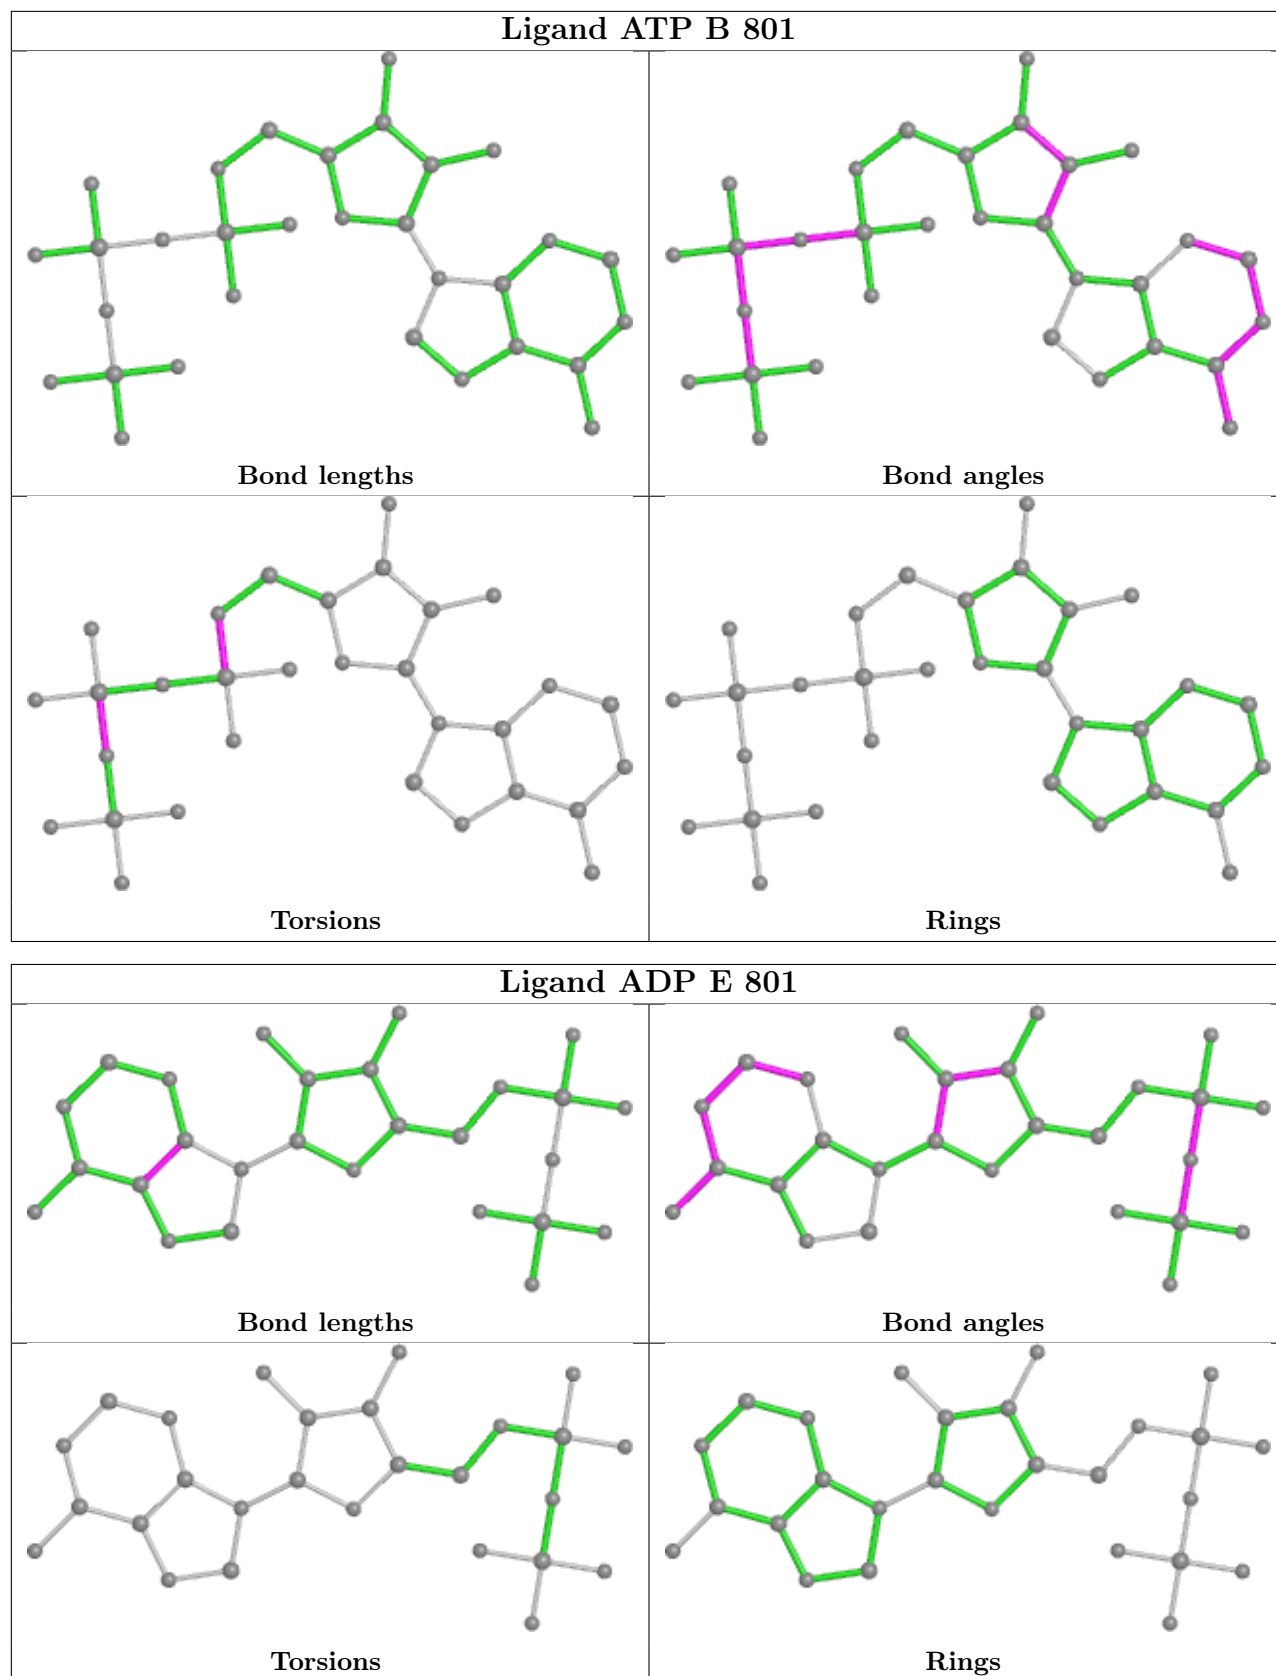 Ligand ATP B 801
Bond lengths
Bond angles
Torsions
Rings
Ligand ADP E 801
Bond lengths
Bond angles
Torsions
Rings